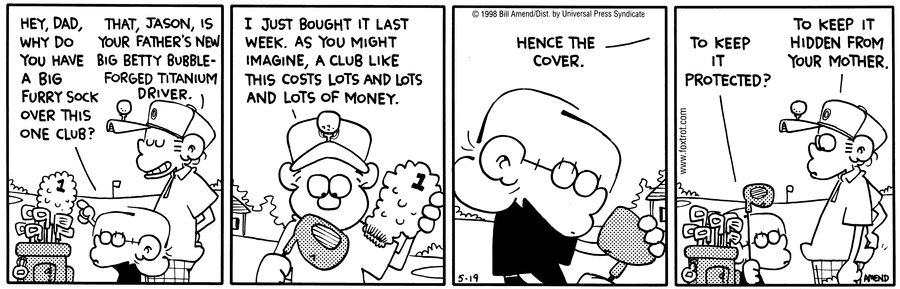 HEY, DAD,
WHY DO
YOU HAVE
A BIG
FURRY SOCK
OVER THIS
ONE CLUB?
THAT, JASON, IS
YOUR FATHER'S NEW
BIG BETTY BUBBLE-
FORGED TITANIUM
DRIVER.
1
I JUST BOUGHT IT LAST
WEEK. AS YOU MIGHT
IMAGINE, A CLUB LIKE
THIS COSTS LOTS AND LOTS
AND LOTS OF MONEY.
1
© 1998 Bill Amend/Dist. by Universal Press Syndicate
HENCE THE
COVER.
5-19
TO KEEP
IT
PROTECTED?
TO KEEP IT
HIDDEN FROM
YOUR MOTHER.
www.foxtrot.com
AMEND